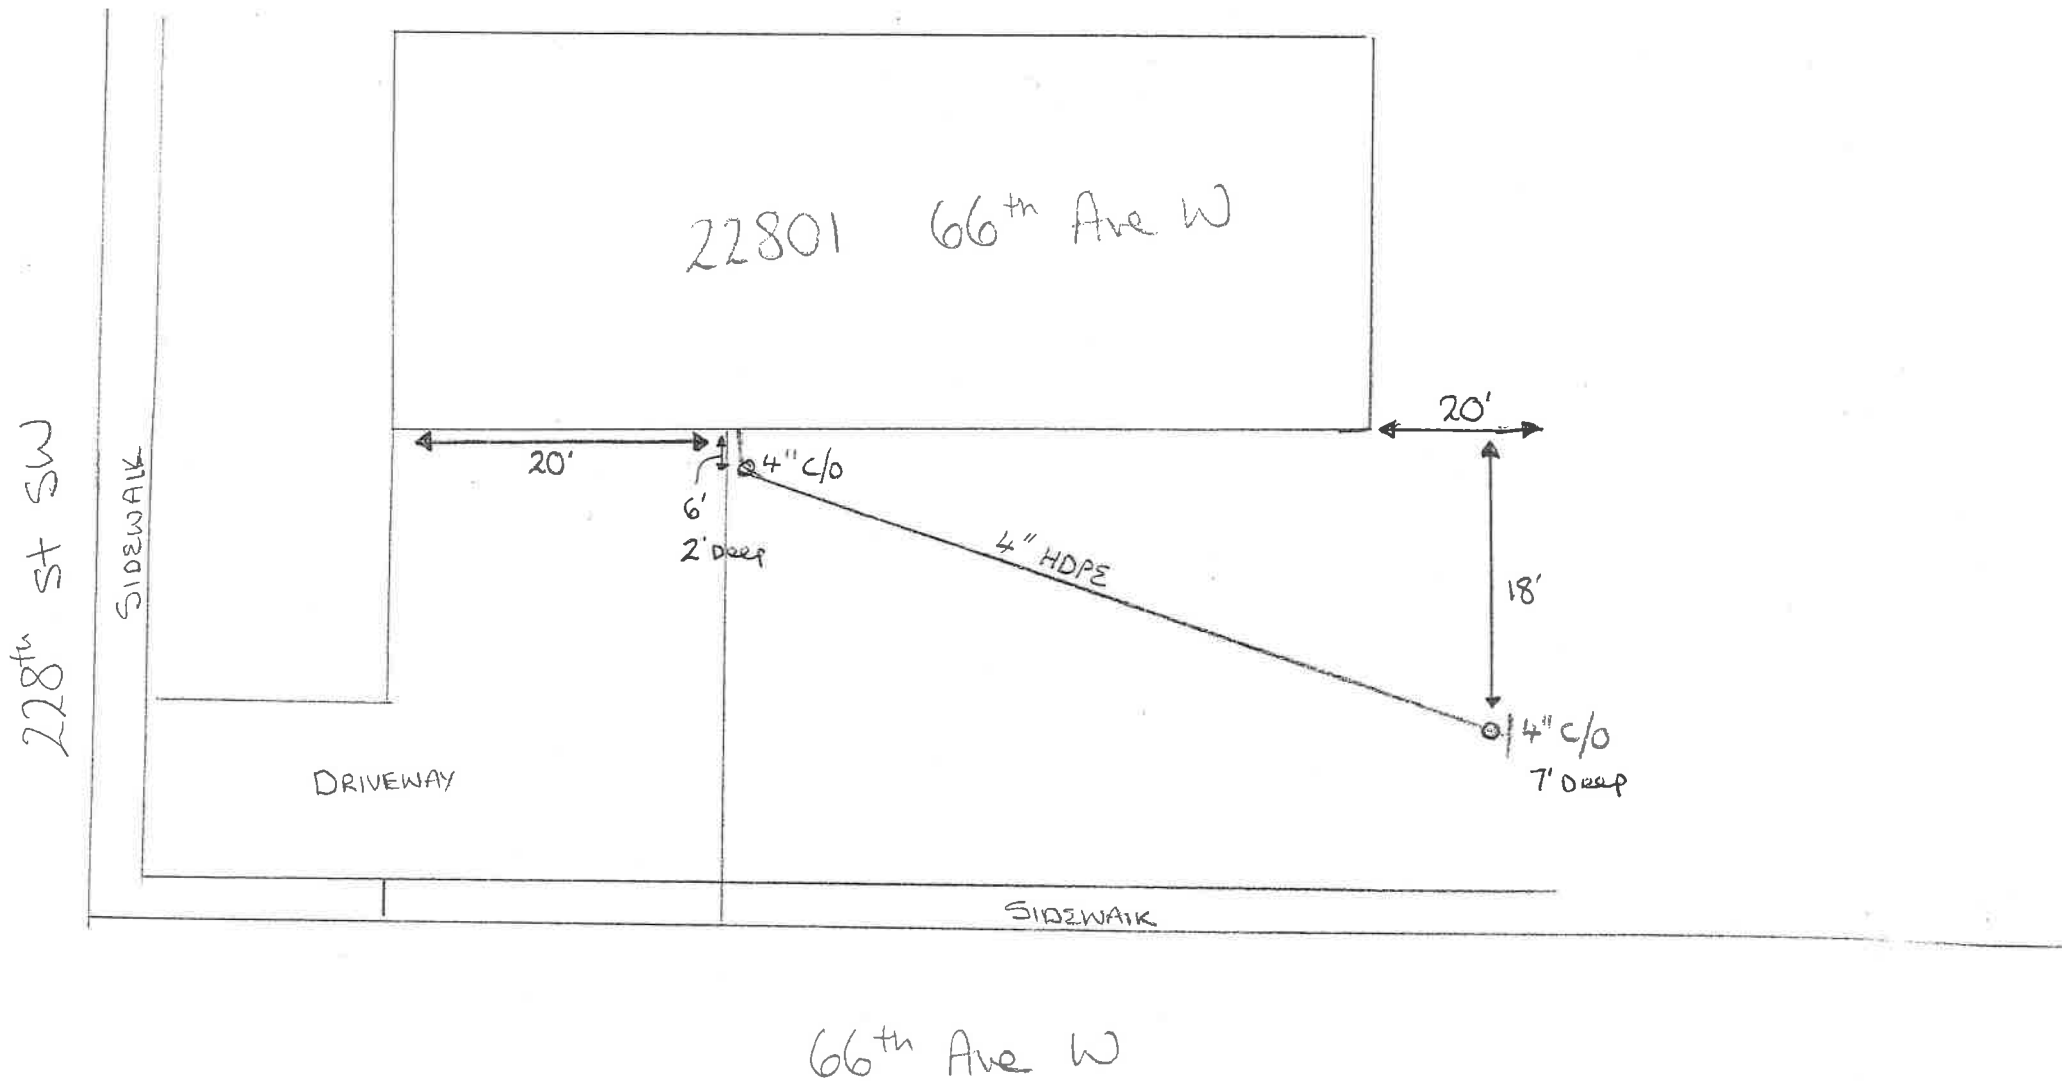 22801 66th Ave W
20'
20'
4" C/O
6'
2' Deep
4" HDPE
18'
4" C/O
7' Deep
228th St SW
SIDEWALK
DRIVEWAY
SIDEWALK
66th Ave W